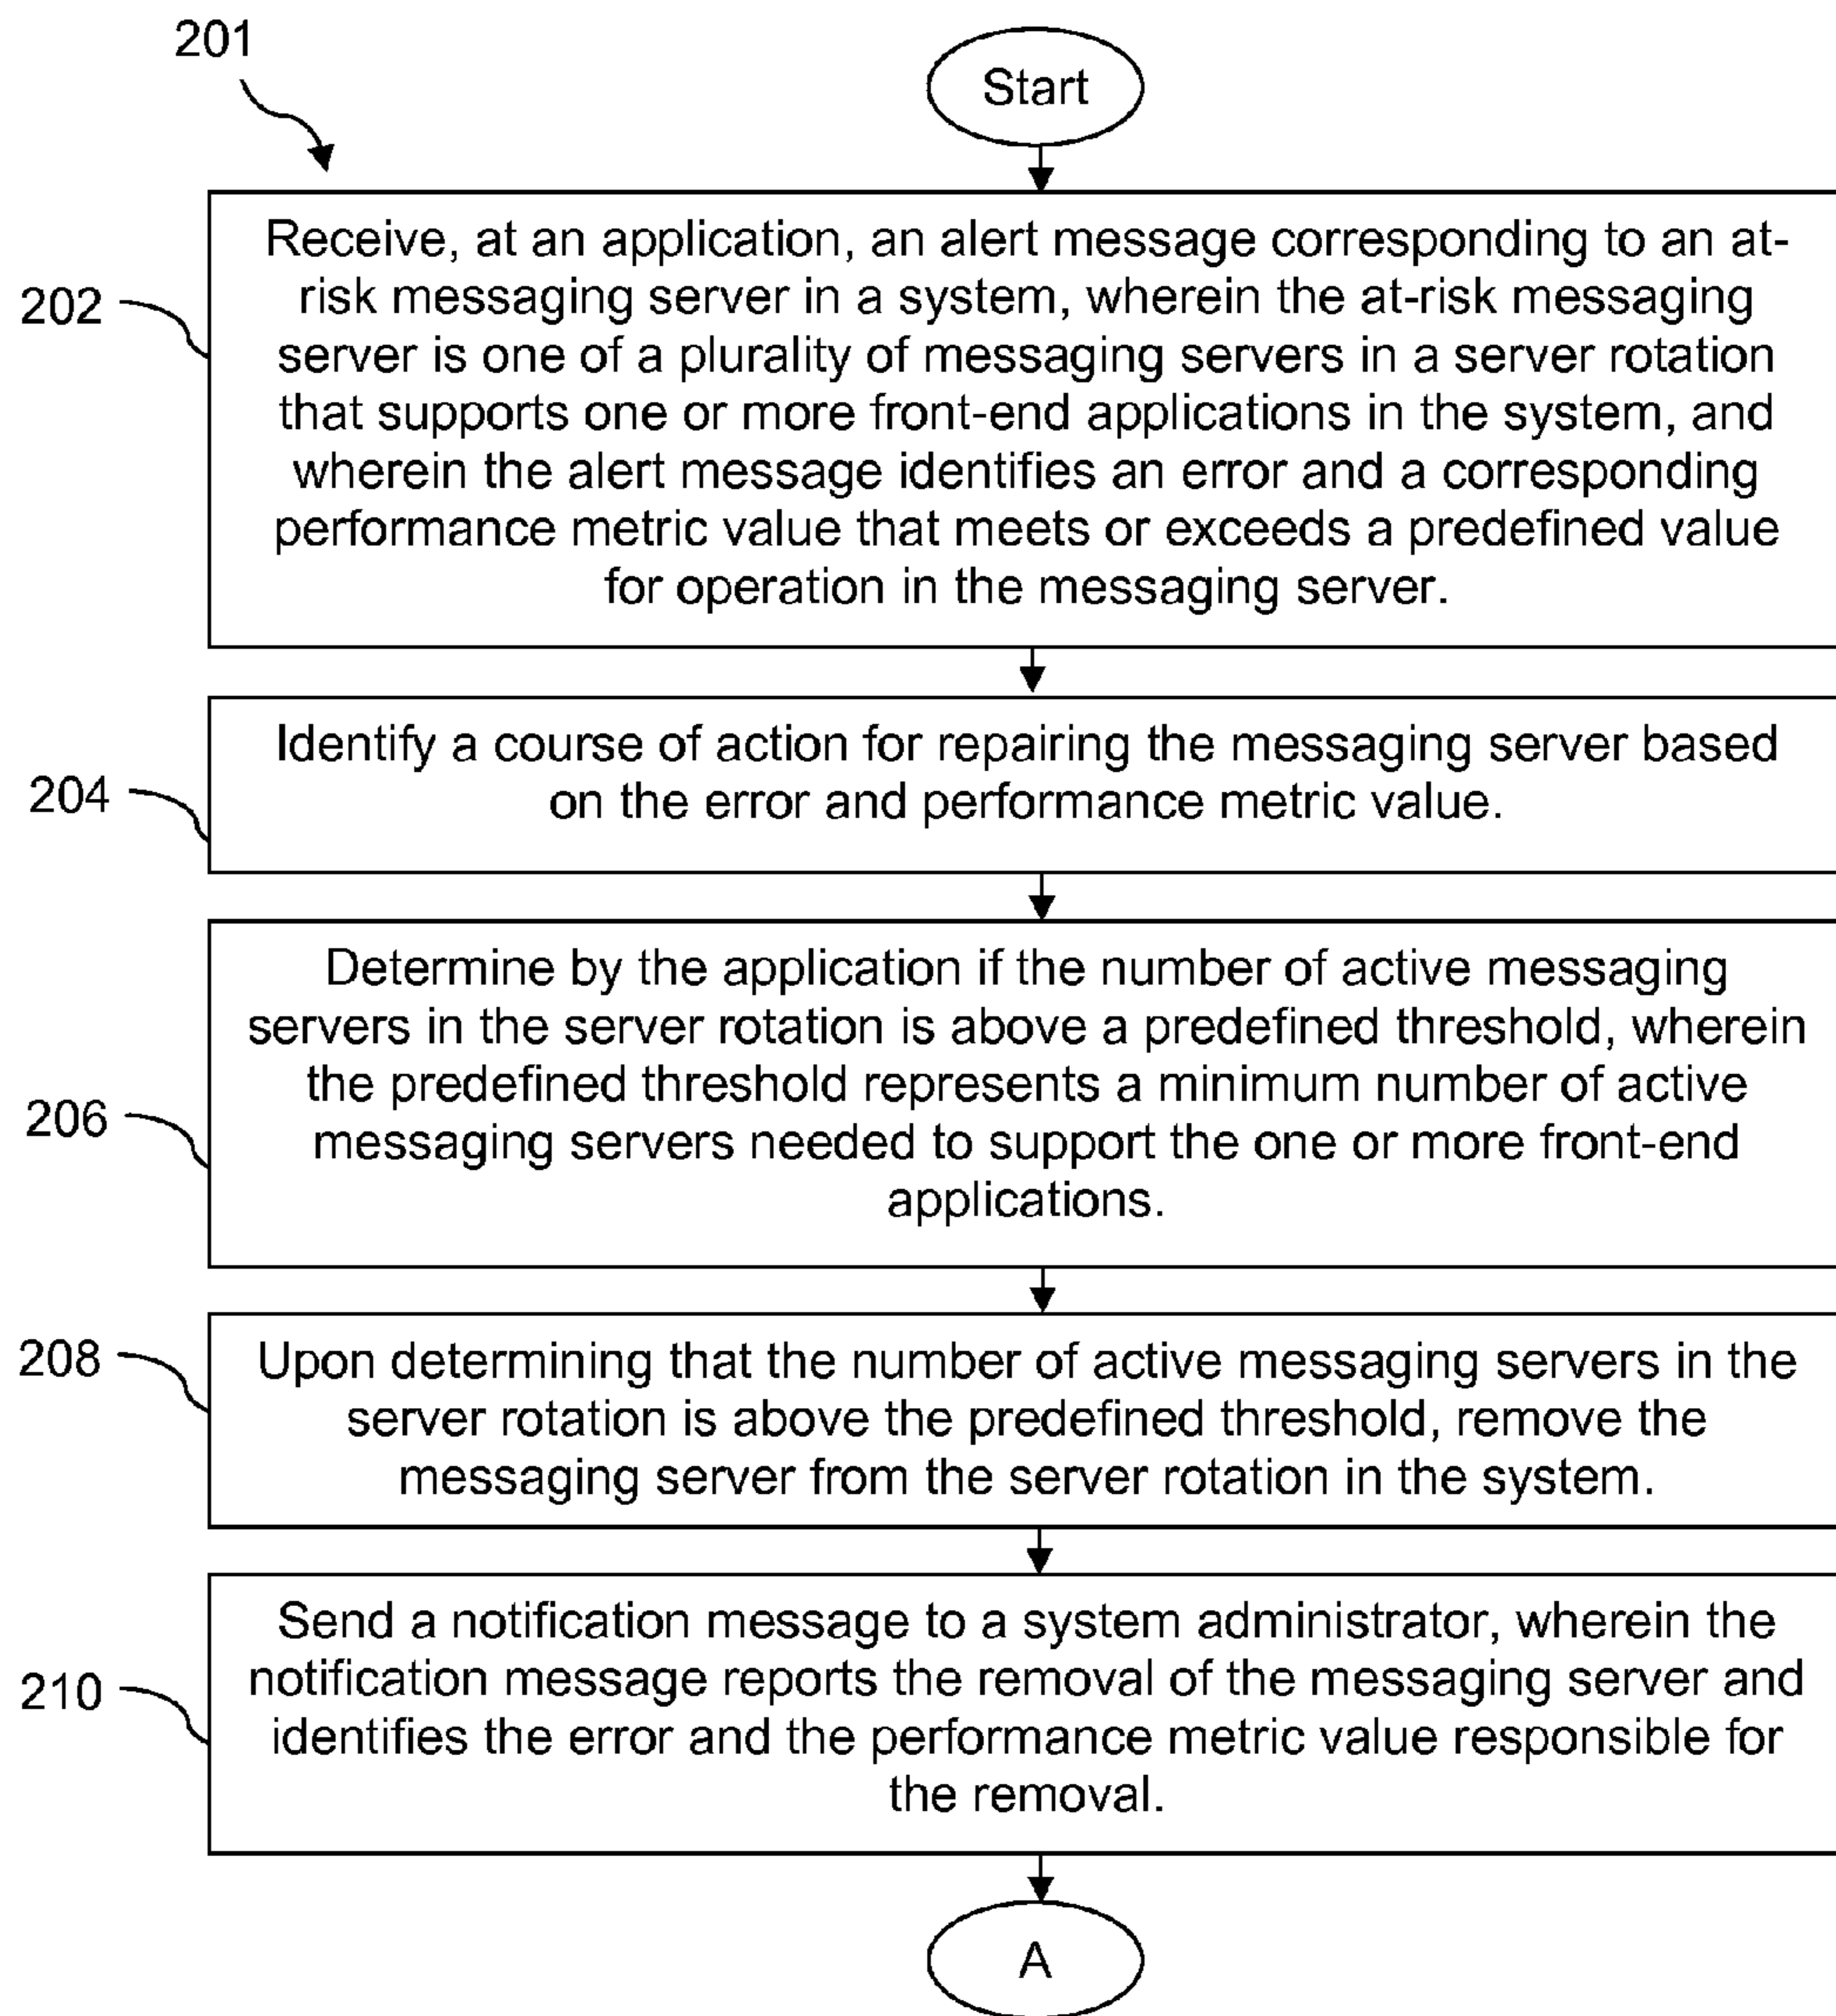 201
Start
202
Receive, at an application, an alert message corresponding to an at-
risk messaging server in a system, wherein the at-risk messaging
server is one of a plurality of messaging servers in a server rotation
that supports one or more front-end applications in the system, and
wherein the alert message identifies an error and a corresponding
performance metric value that meets or exceeds a predefined value
for operation in the messaging server.
204
Identify a course of action for repairing the messaging server based
on the error and performance metric value.
206
Determine by the application if the number of active messaging
servers in the server rotation is above a predefined threshold, wherein
the predefined threshold represents a minimum number of active
messaging servers needed to support the one or more front-end
applications.
208
Upon determining that the number of active messaging servers in the
server rotation is above the predefined threshold, remove the
messaging server from the server rotation in the system.
210
Send a notification message to a system administrator, wherein the
notification message reports the removal of the messaging server and
identifies the error and the performance metric value responsible for
the removal.
A